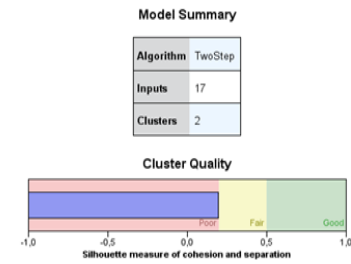 Model Summary
Algorithm TwoStep
Inputs 17
Clusters 2
Cluster Quality
Poor Fair Good
-1,0 -0,5 0,0 0,5 1,0
Silhouette measure of cohesion and separation